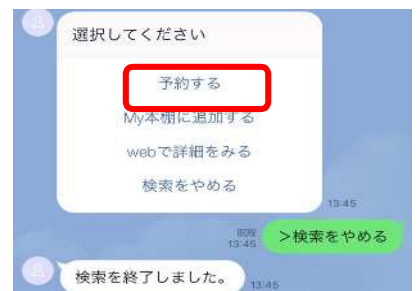 選択してください
予約する
My本棚に追加する
webで詳細をみる
検索をやめる
13:45
既読
13:45
>検索をやめる
検索を終了しました。
13:45